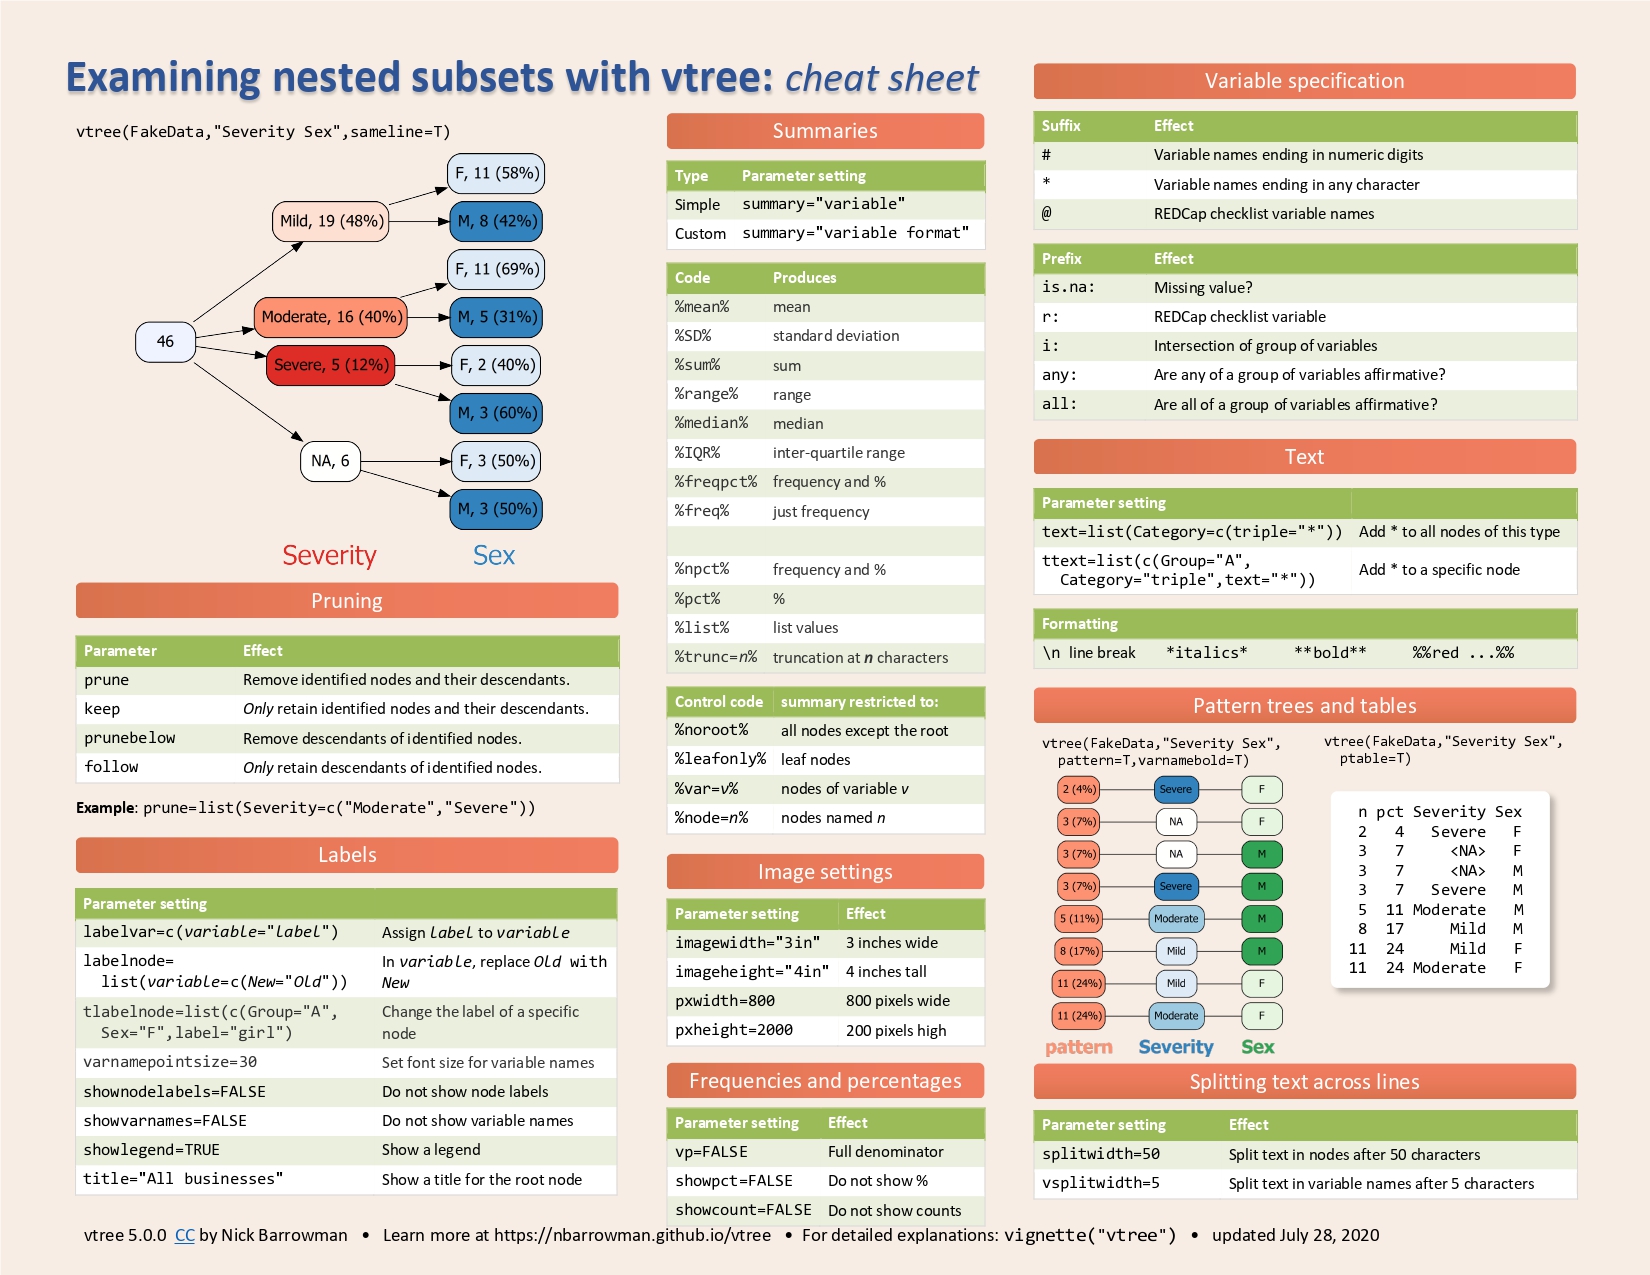 Examining nested subsets with vtree: cheat sheet
vtree(FakeData,"Severity Sex",sameline=T)
F, 11 (58%)
Mild, 19 (48%)
M, 8 (42%)
F, 11 (69%)
Moderate, 16 (40%)
M, 5 (31%)
46
Severe, 5 (12%)
F, 2 (40%)
M, 3 (60%)
NA, 6
F, 3 (50%)
M, 3 (50%)
Severity Sex
Pruning
Parameter Effect
prune Remove identified nodes and their descendants.
keep Only retain identified nodes and their descendants.
prunebelow Remove descendants of identified nodes.
follow Only retain descendants of identified nodes.
Example: prune=list(Severity=c("Moderate","Severe"))
Labels
Parameter setting
labelvar=c(variable="label") Assign label to variable
labelnode= In variable, replace Old with
list(variable=c(New="Old")) New
tlabelnode=list(c(Group="A", Change the label of a specific
Sex="F",label="girl") node
varnamepointsize=30 Set font size for variable names
shownodelabels=FALSE Do not show node labels
showvarnames=FALSE Do not show variable names
showlegend=TRUE Show a legend
title="All businesses" Show a title for the root node
Summaries
Type Parameter setting
Simple summary="variable"
Custom summary="variable format"
Code Produces
%mean% mean
%SD% standard deviation
%sum% sum
%range% range
%median% median
%IQR% inter-quartile range
%freqpct% frequency and %
%freq% just frequency
%npct% frequency and %
%pct% %
%list% list values
%trunc=n% truncation at n characters
Control code summary restricted to:
%noroot% all nodes except the root
%leafonly% leaf nodes
%var=v% nodes of variable v
%node=n% nodes named n
Image settings
Parameter setting Effect
imagewidth="3in" 3 inches wide
imageheight="4in" 4 inches tall
pxwidth=800 800 pixels wide
pxheight=2000 200 pixels high
Frequencies and percentages
Parameter setting Effect
vp=FALSE Full denominator
showpct=FALSE Do not show %
showcount=FALSE Do not show counts
Variable specification
Suffix Effect
# Variable names ending in numeric digits
* Variable names ending in any character
@ REDCap checklist variable names
Prefix Effect
is.na: Missing value?
r: REDCap checklist variable
i: Intersection of group of variables
any: Are any of a group of variables affirmative?
all: Are all of a group of variables affirmative?
Text
Parameter setting
text=list(Category=c(triple="*")) Add * to all nodes of this type
ttext=list(c(Group="A",
Category="triple",text="*")) Add * to a specific node
Formatting
\n line break *italics* **bold** %%red ...%%
Pattern trees and tables
vtree(FakeData,"Severity Sex",
pattern=T,varnamebold=T)
2 (4%) Severe F
3 (7%) NA F
3 (7%) NA M
3 (7%) Severe M
5 (11%) Moderate M
8 (17%) Mild M
11 (24%) Mild F
11 (24%) Moderate F
pattern Severity Sex
vtree(FakeData,"Severity Sex",
ptable=T)
n pct Severity Sex
2 4 Severe F
3 7 <NA> F
3 7 <NA> M
3 7 Severe M
5 11 Moderate M
8 17 Mild M
11 24 Mild F
11 24 Moderate F
Splitting text across lines
Parameter setting Effect
splitwidth=50 Split text in nodes after 50 characters
vsplitwidth=5 Split text in variable names after 5 characters
vtree 5.0.0 CC by Nick Barrowman • Learn more at https://nbarrowman.github.io/vtree • For detailed explanations: vignette("vtree") • updated July 28, 2020